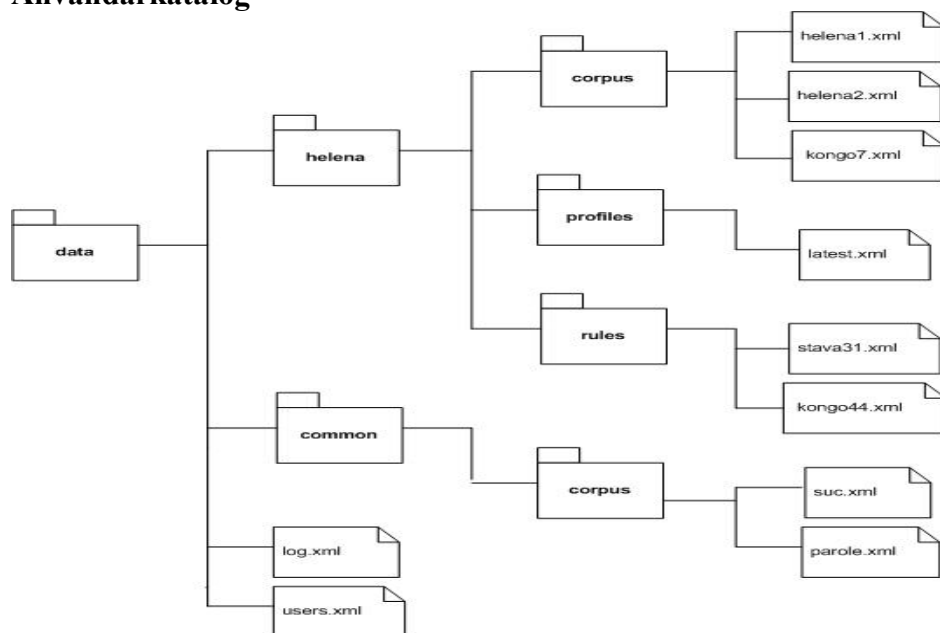 Användarkatalog
data
helena
corpus
helena1.xml
helena2.xml
kongo7.xml
profiles
latest.xml
rules
stava31.xml
kongo44.xml
common
corpus
suc.xml
parole.xml
log.xml
users.xml